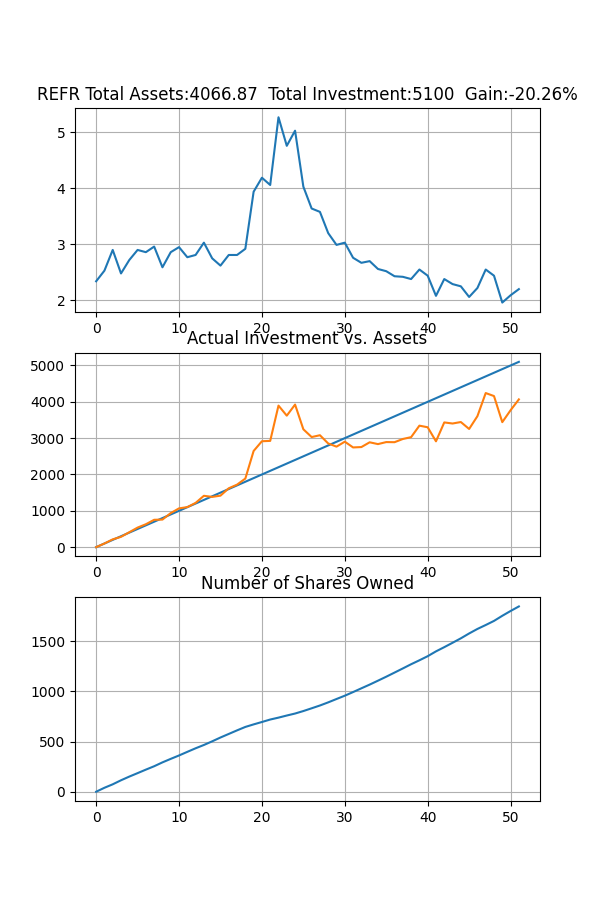 REFR Total Assets:4066.87  Total Investment:5100  Gain:-20.26%
5
4
3
2
0 10 20 30 40 50
Actual Investment vs. Assets
5000
4000
3000
2000
1000
0
0 10 20 30 40 50
Number of Shares Owned
1500
1000
500
0
0 10 20 30 40 50